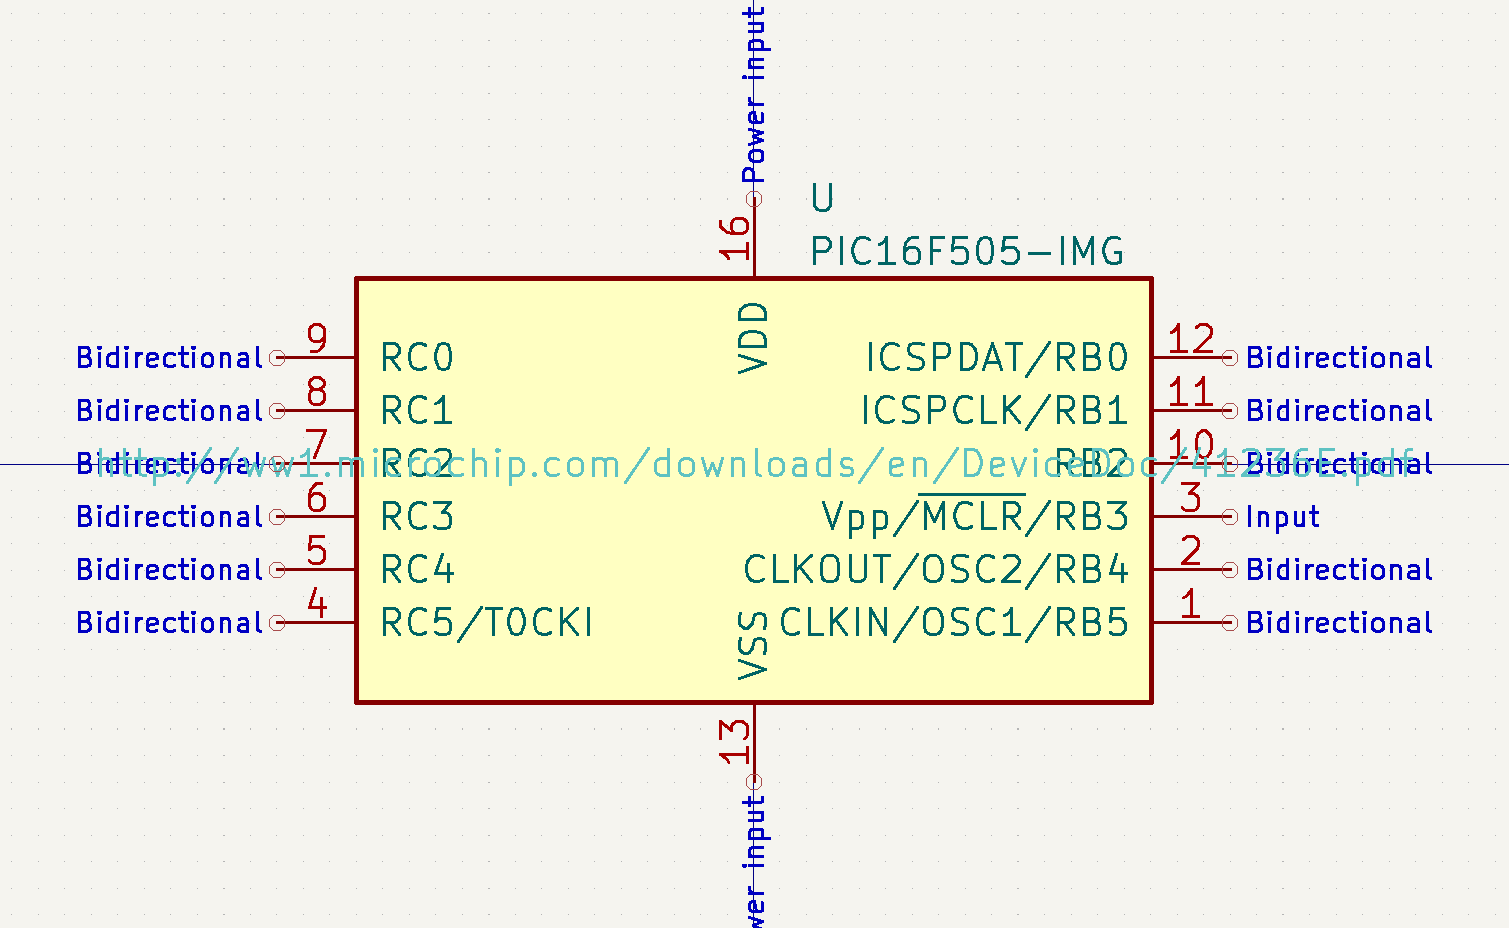 Power input
16
U
PIC16F505-IMG
VDD
Bidirectional 9 RC0 ICSPDAT/RB0 12 Bidirectional
Bidirectional 8 RC1 ICSPCLK/RB1 11 Bidirectional
Bidirectional 7 RC2 RB2 10 Bidirectional
http://ww1.microchip.com/downloads/en/DeviceDoc/41236E.pdf
Bidirectional 6 RC3 Vpp/MCLR/RB3 3 Input
Bidirectional 5 RC4 CLKOUT/OSC2/RB4 2 Bidirectional
Bidirectional 4 RC5/T0CKI CLKIN/OSC1/RB5 1 Bidirectional
VSS
13
wer input